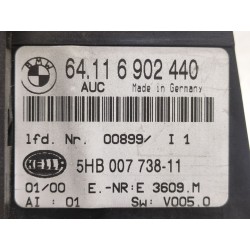 BMW 64.11 6 902 440
AUC Made in Germany
lfd. Nr. 00899/ I 1
HELLA 5HB 007 738-11
01/00 E.-NR: E 3609.M
AI : 01 SW: V005.0